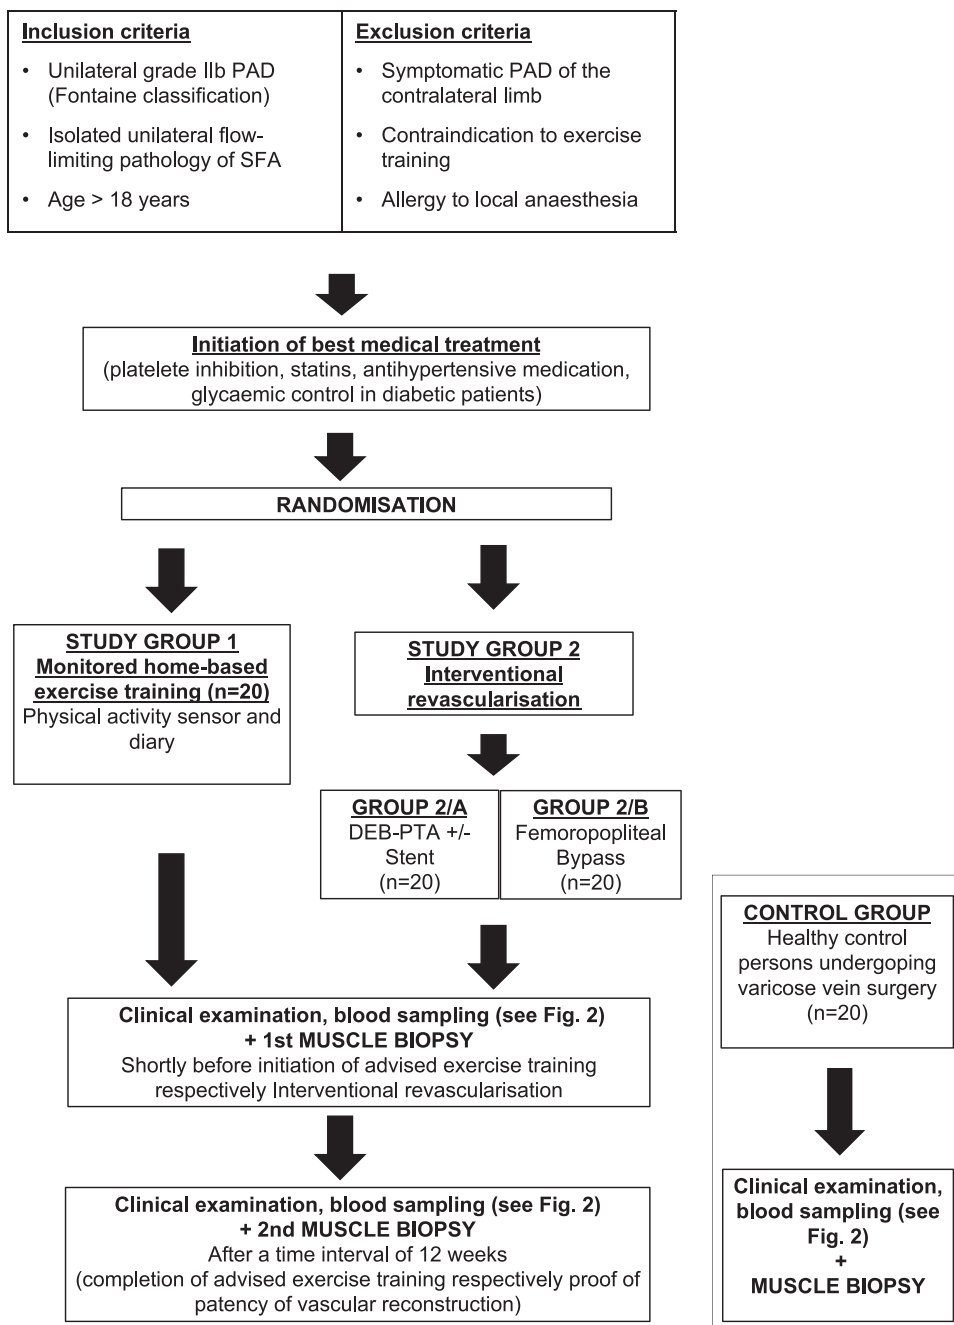 Inclusion criteria
• Unilateral grade IIb PAD
(Fontaine classification)
• Isolated unilateral flow-
limiting pathology of SFA
• Age > 18 years
Exclusion criteria
• Symptomatic PAD of the
contralateral limb
• Contraindication to exercise
training
• Allergy to local anaesthesia
Initiation of best medical treatment
(platelete inhibition, statins, antihypertensive medication,
glycaemic control in diabetic patients)
RANDOMISATION
STUDY GROUP 1
Monitored home-based
exercise training (n=20)
Physical activity sensor and
diary
STUDY GROUP 2
Interventional
revascularisation
GROUP 2/A
DEB-PTA +/-
Stent
(n=20)
GROUP 2/B
Femoropopliteal
Bypass
(n=20)
Clinical examination, blood sampling (see Fig. 2)
+ 1st MUSCLE BIOPSY
Shortly before initiation of advised exercise training
respectively Interventional revascularisation
Clinical examination, blood sampling (see Fig. 2)
+ 2nd MUSCLE BIOPSY
After a time interval of 12 weeks
(completion of advised exercise training respectively proof of
patency of vascular reconstruction)
CONTROL GROUP
Healthy control
persons undergoping
varicose vein surgery
(n=20)
Clinical examination,
blood sampling (see
Fig. 2)
+
MUSCLE BIOPSY